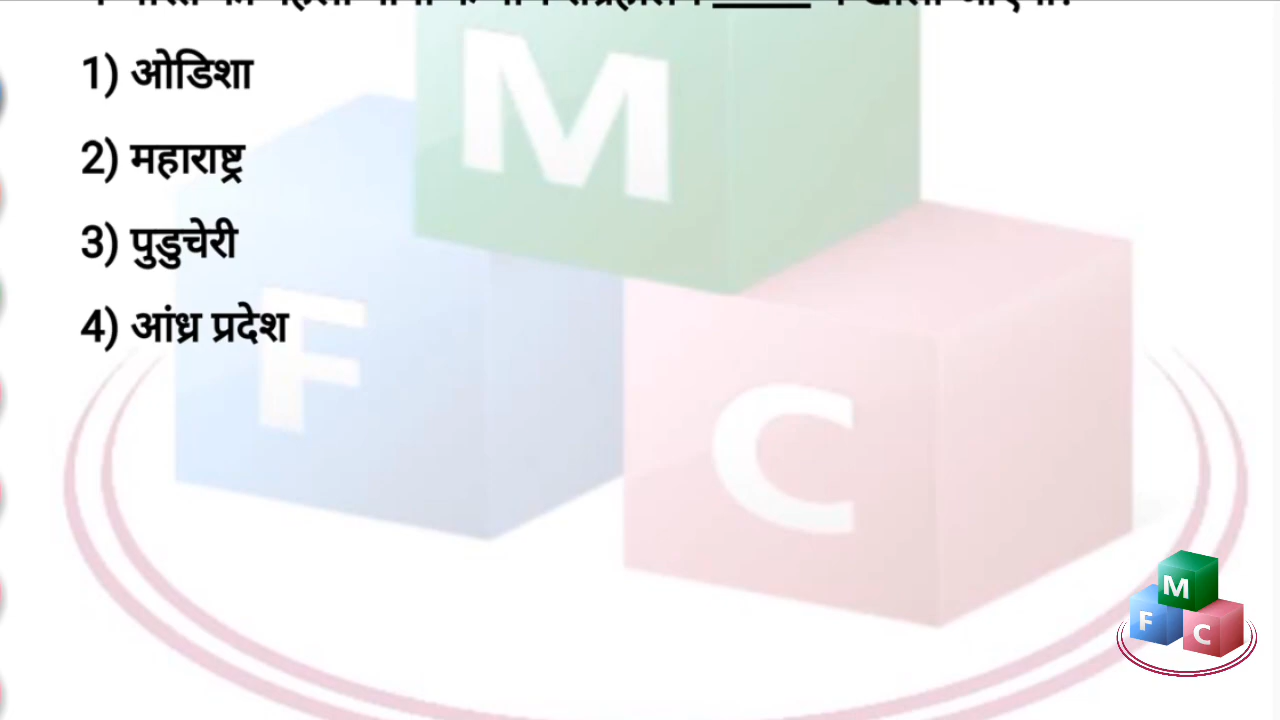 1) ओडिशा
2) महाराष्ट्र
3) पुडुचेरी
4) आंध्र प्रदेश
M
F
C
M
F
C